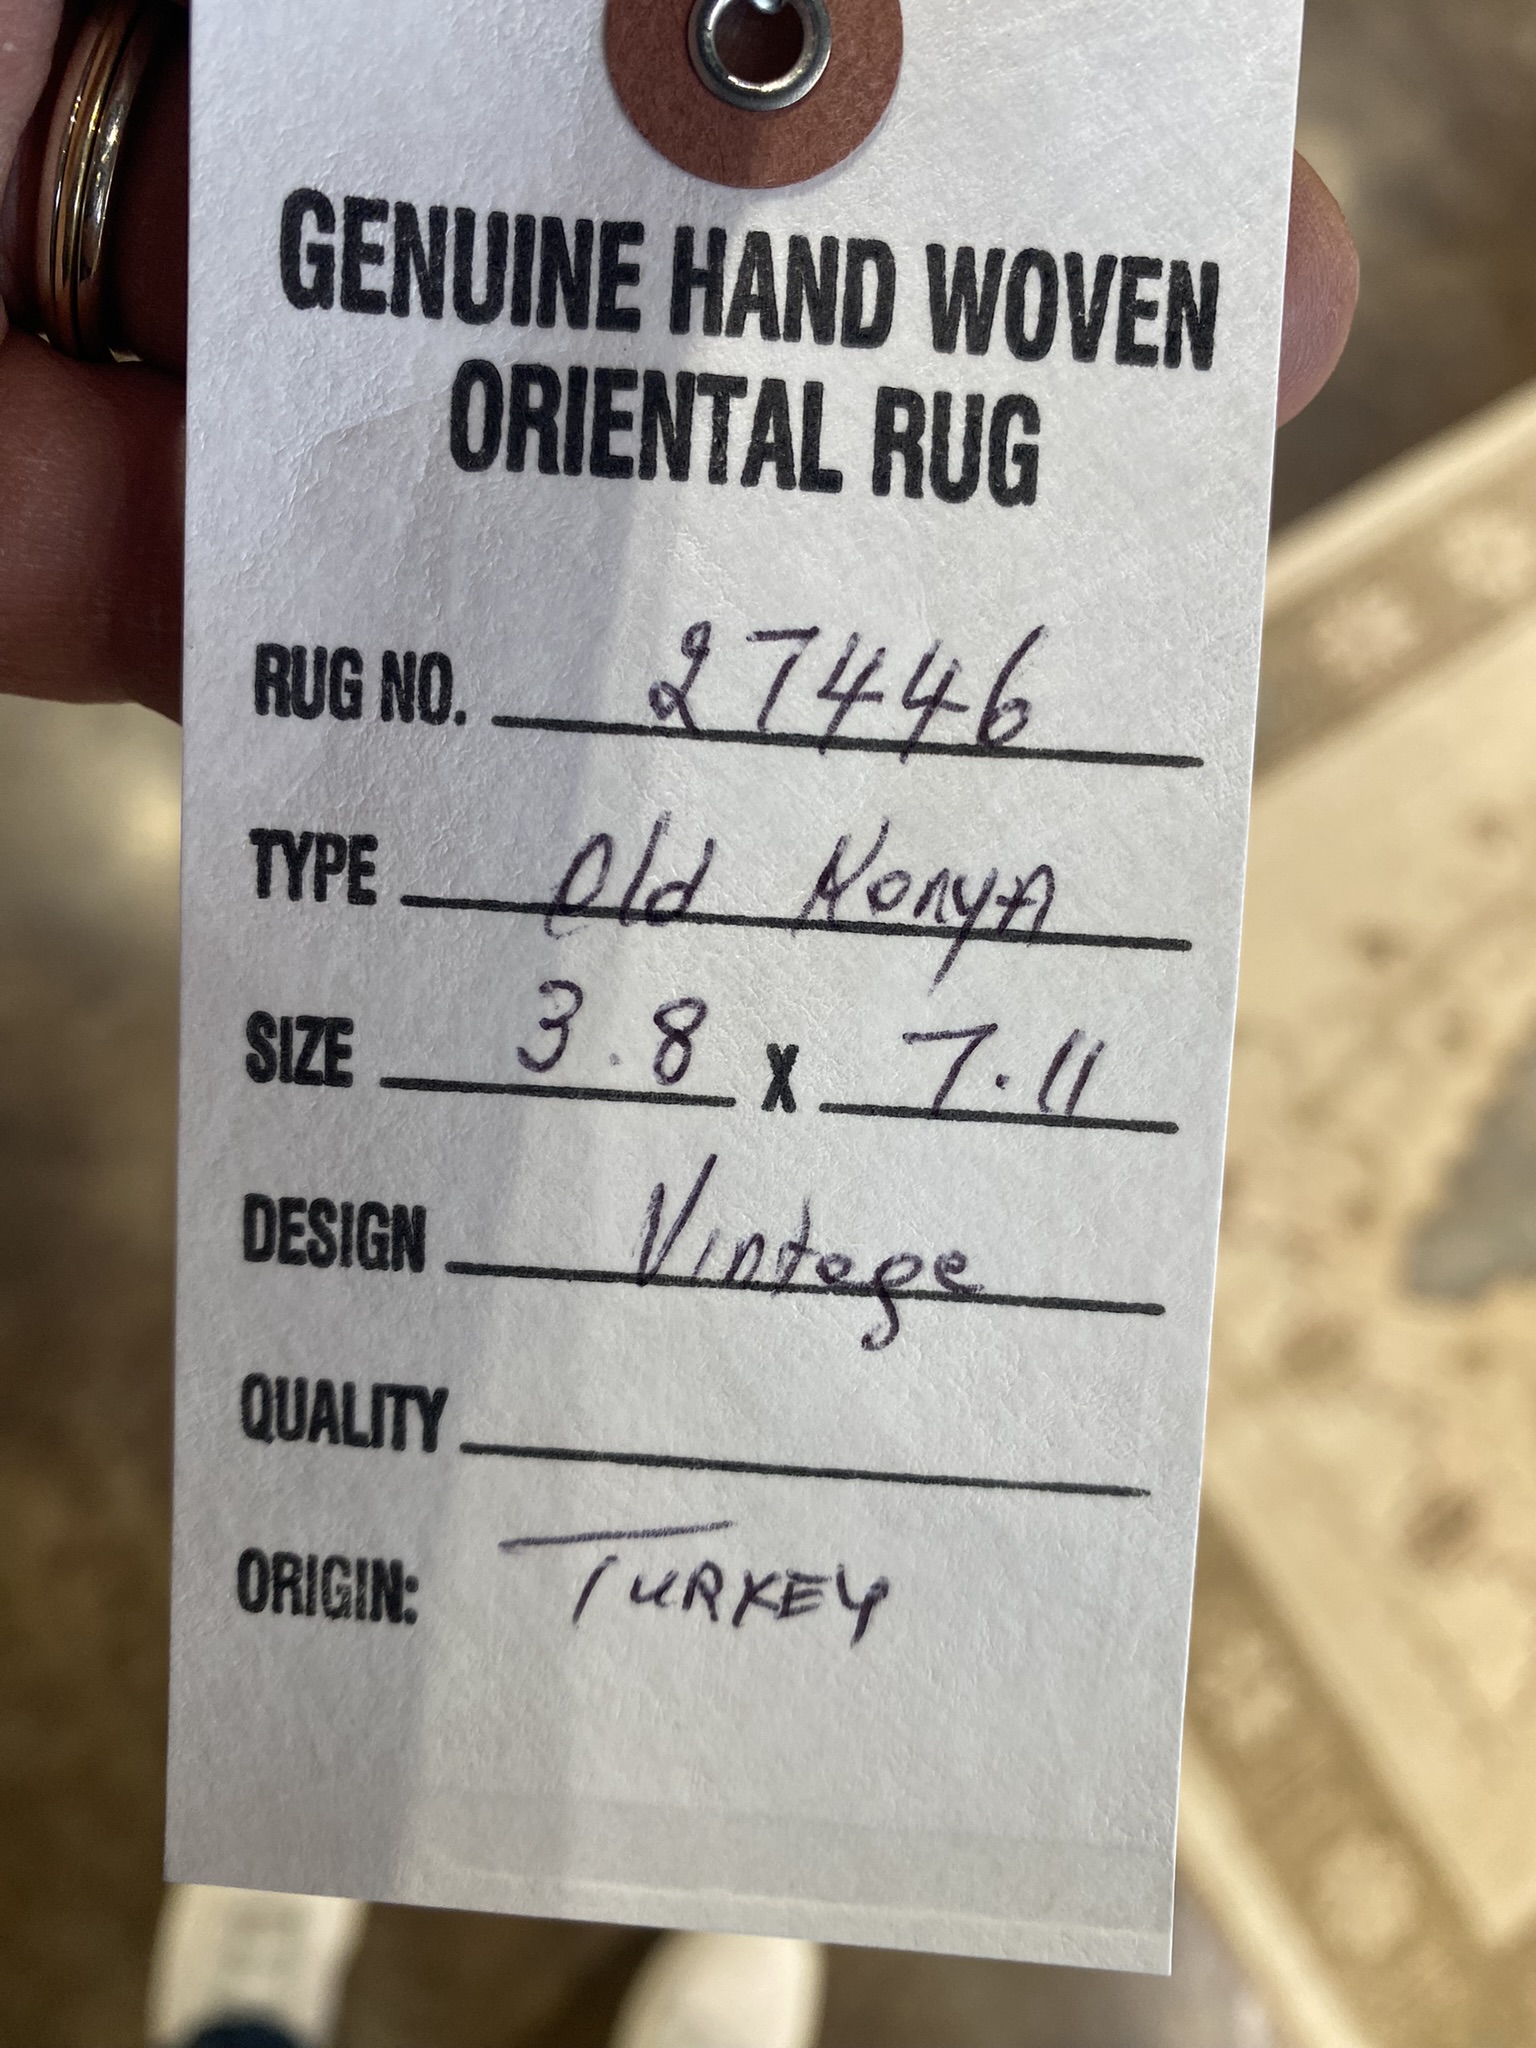 GENUINE HAND WOVEN
ORIENTAL RUG
RUG NO. 27446
TYPE Old Konya
SIZE 3.8 X 7.11
DESIGN Vintege
QUALITY
ORIGIN: TURKEY